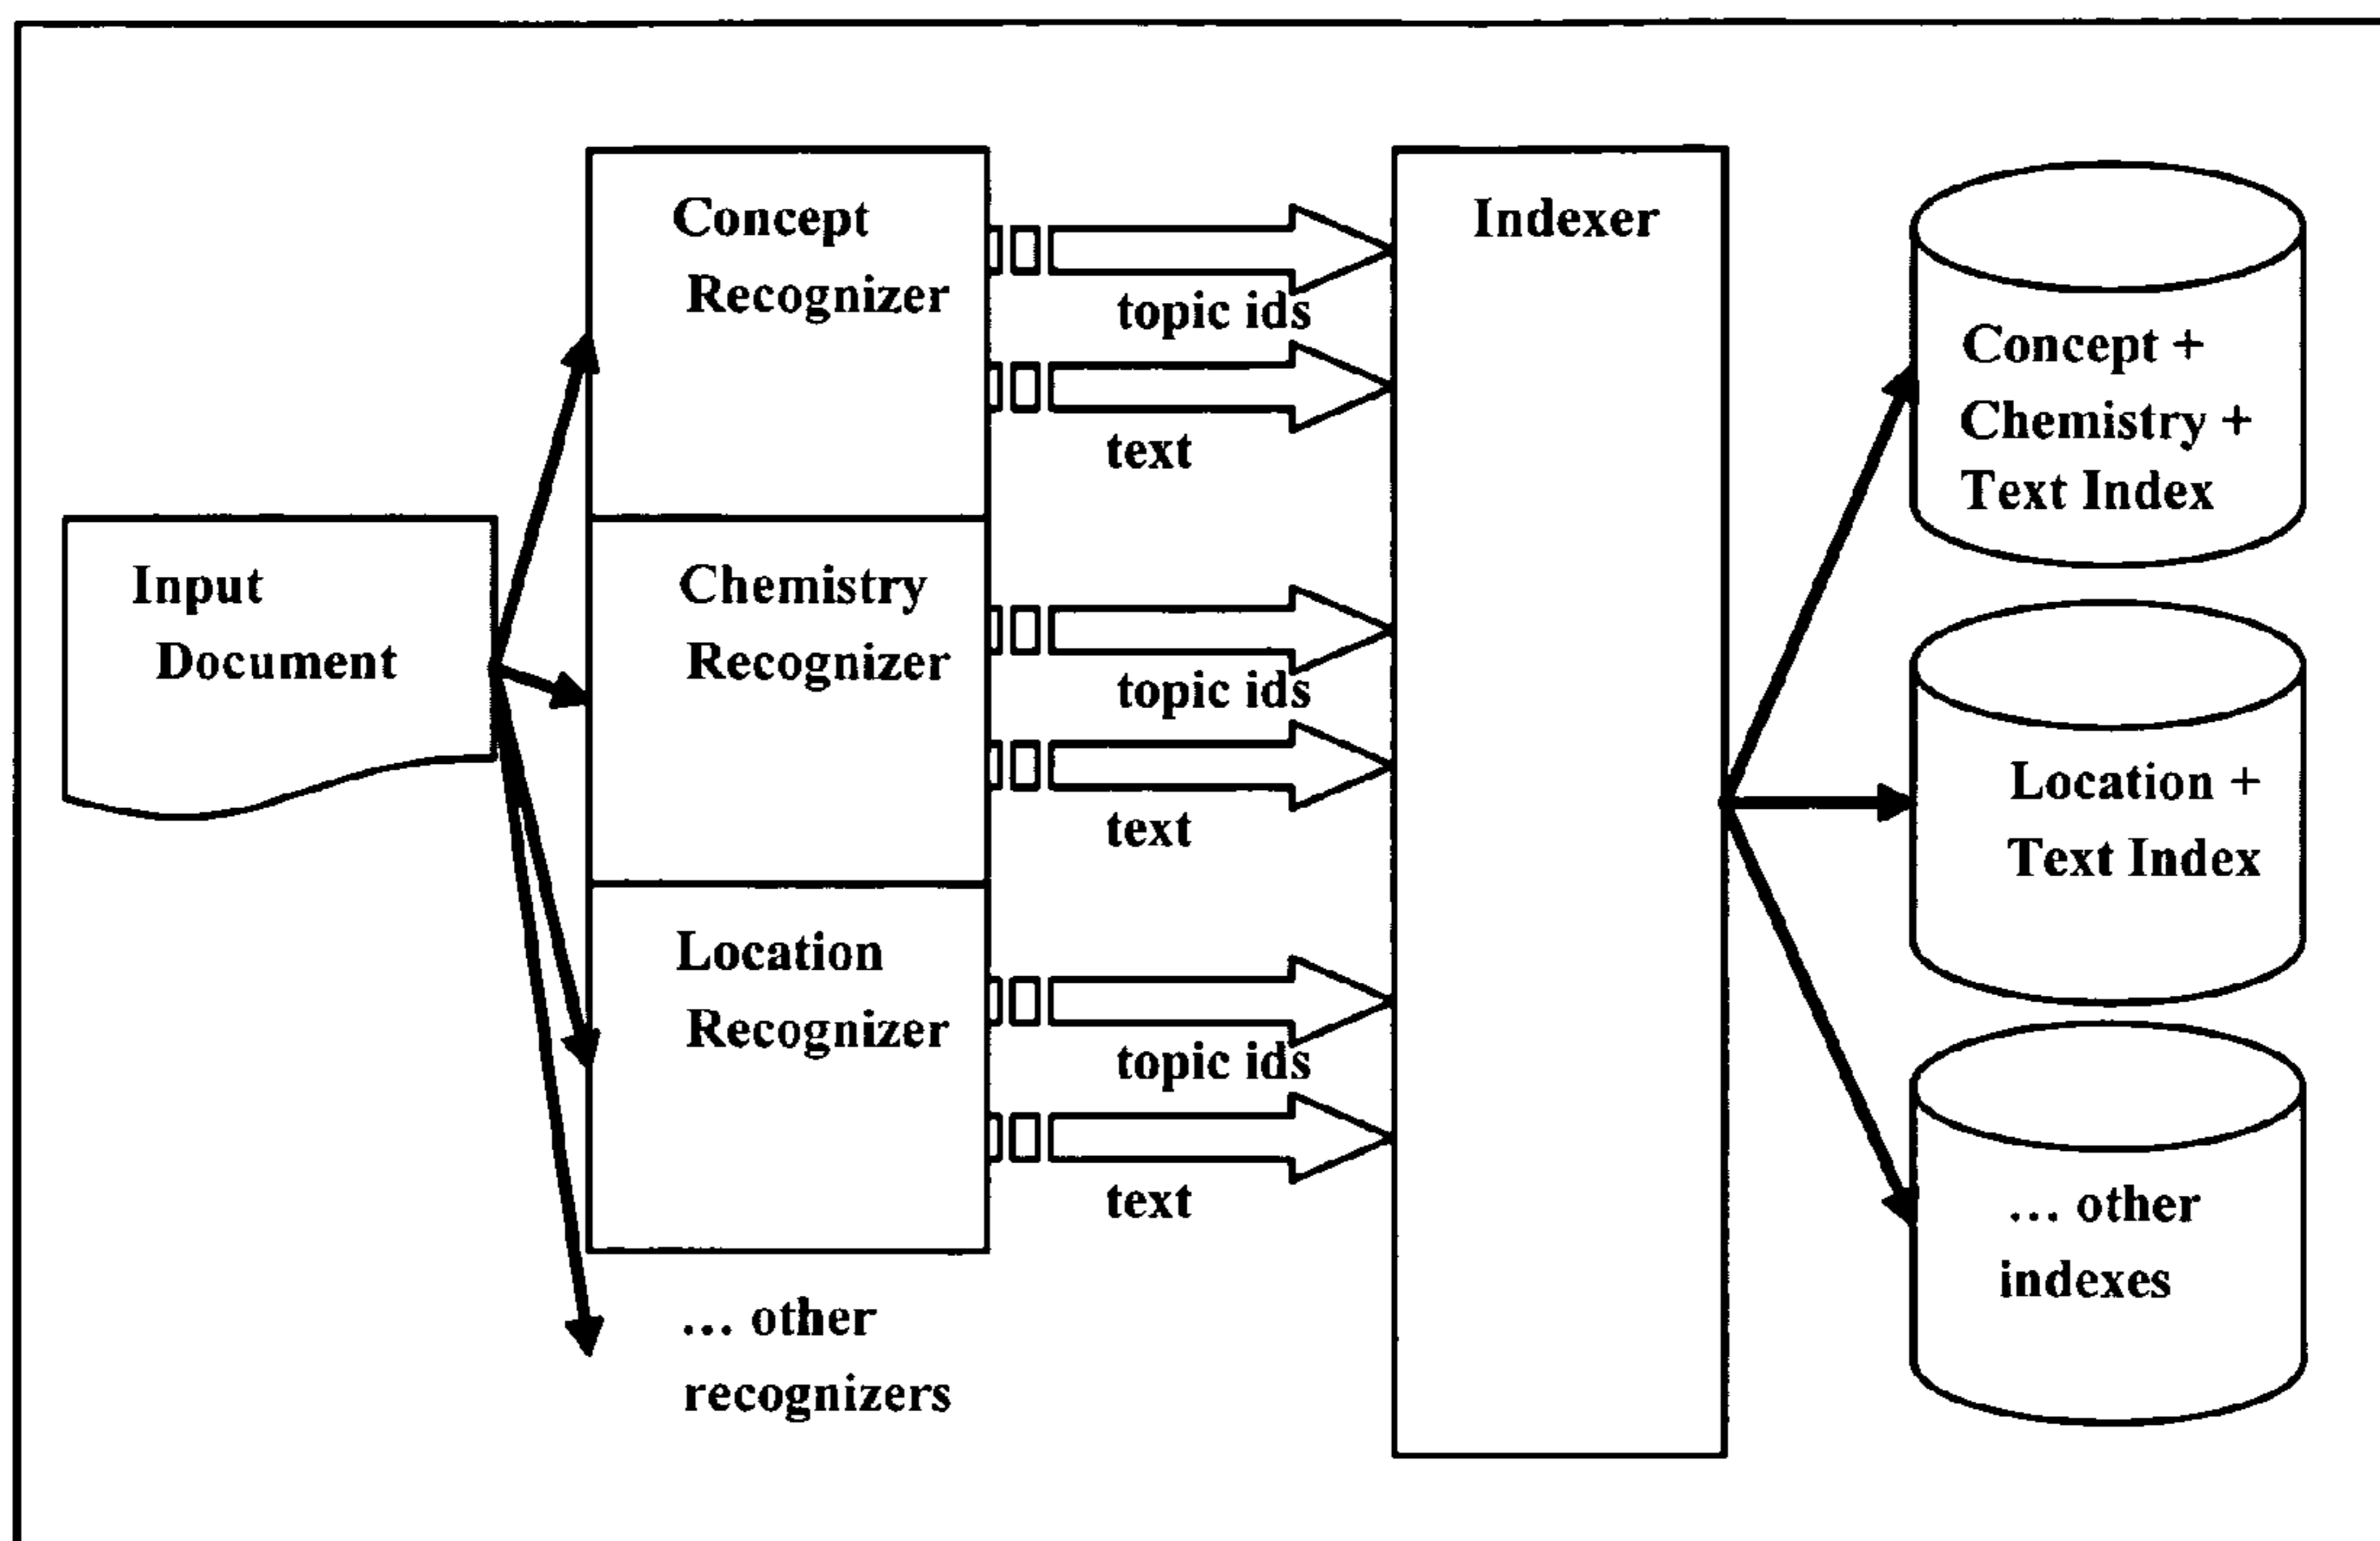 Concept
Recognizer
topic ids
text
Input
Document
Chemistry
Recognizer
topic ids
text
Location
Recognizer
topic ids
text
... other
recognizers
Indexer
Concept +
Chemistry +
Text Index
Location +
Text Index
... other
indexes